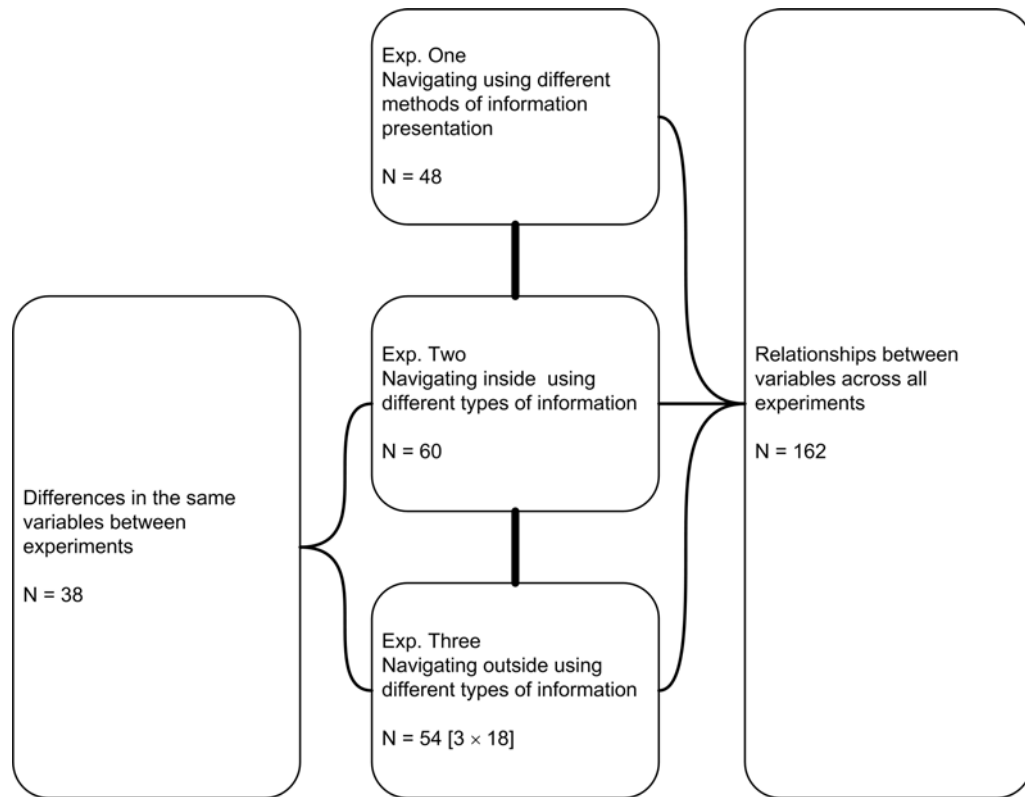 Exp. One
Navigating using different
methods of information
presentation
N = 48
Differences in the same
variables between
experiments
N = 38
Exp. Two
Navigating inside  using
different types of information
N = 60
Exp. Three
Navigating outside using
different types of information
N = 54 [3 × 18]
Relationships between
variables across all
experiments
N = 162